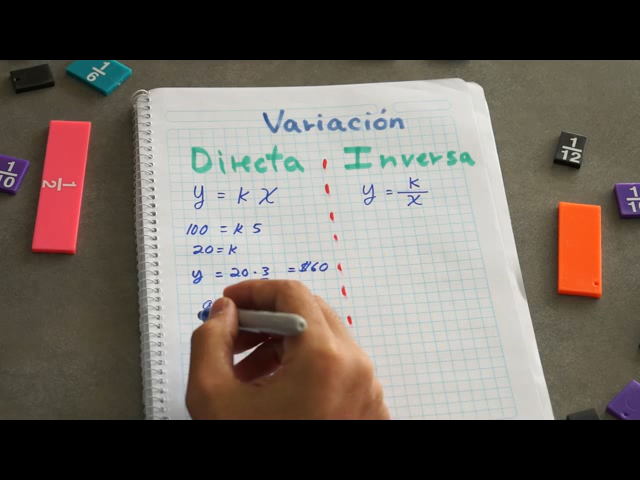 Variación
Directa Inversa
y = k x
y = k/x
100 = k 5
20 = k
y = 20 · 3 = $60
1/6
1/10
1/2
1/12